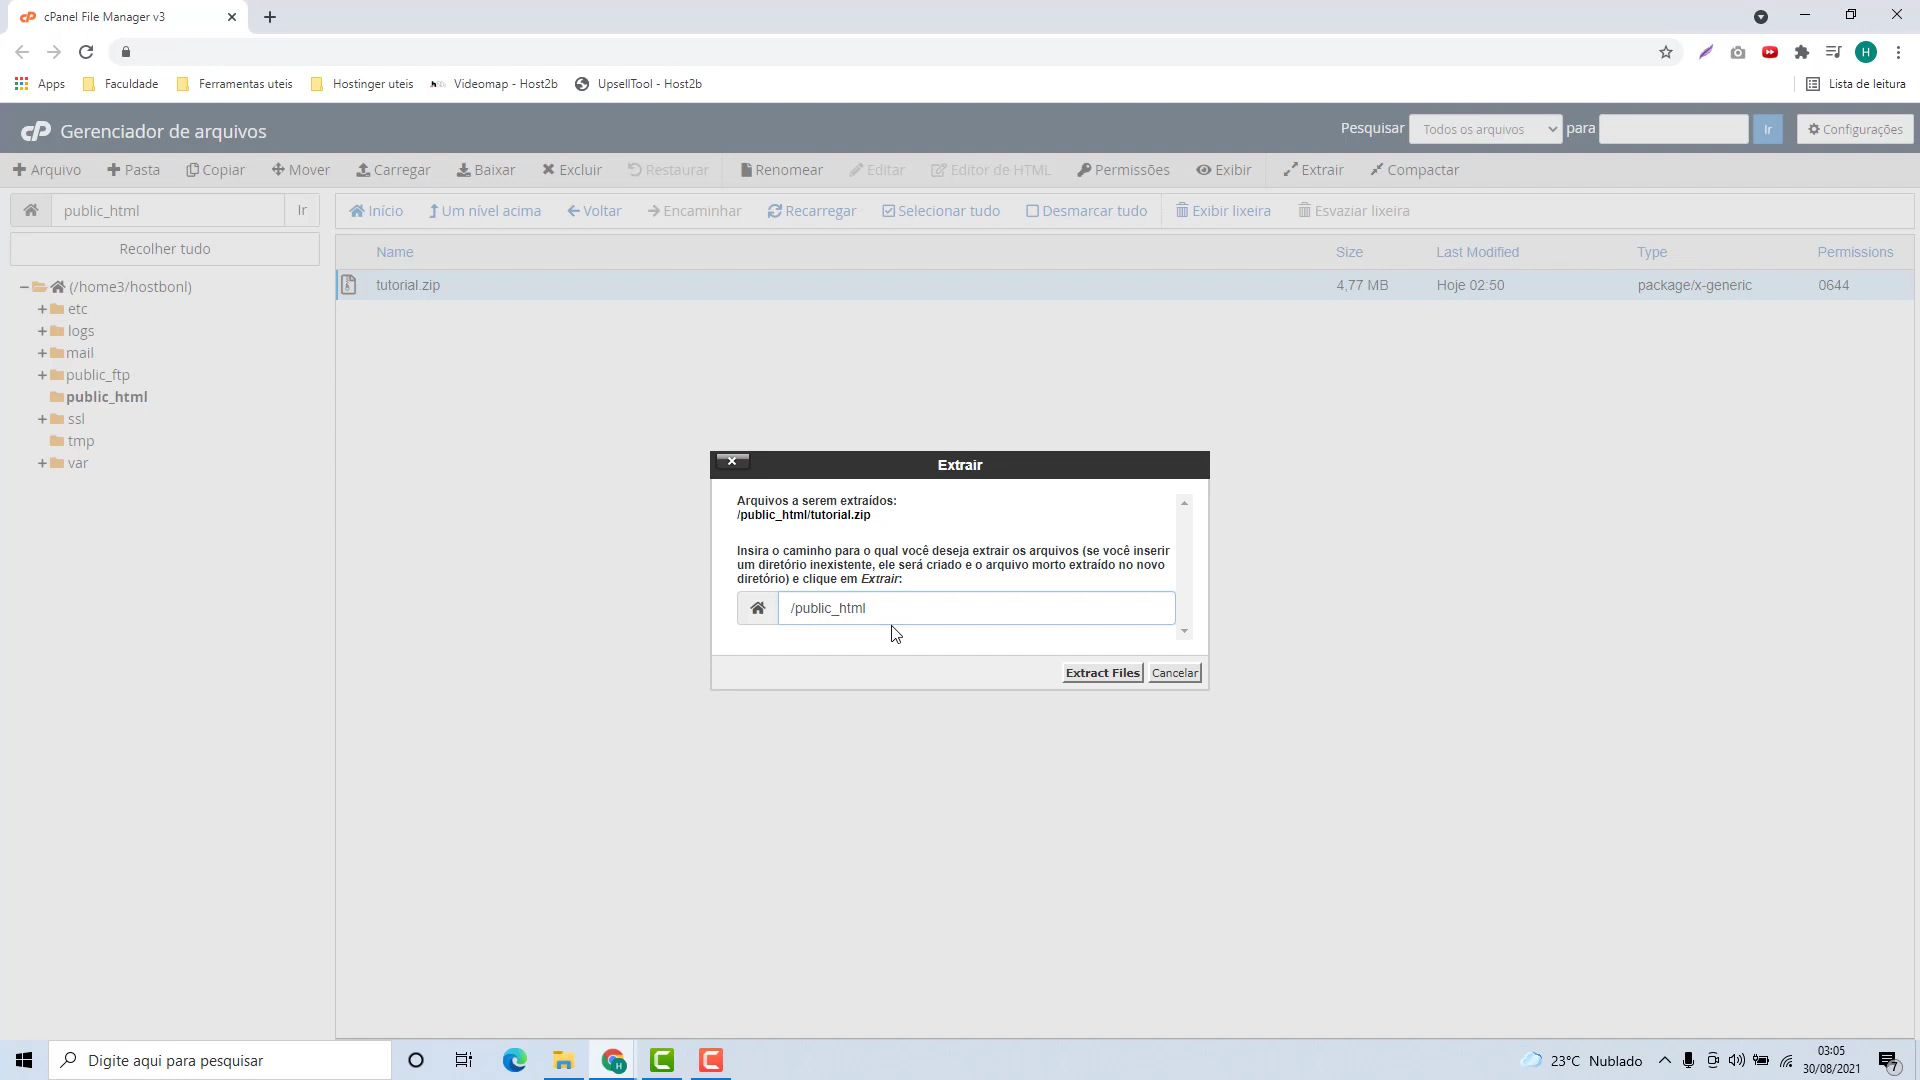 cPanel File Manager v3
Apps Faculdade Ferramentas uteis Hostinger uteis Videomap - Host2b UpsellTool - Host2b Lista de leitura
cP Gerenciador de arquivos Pesquisar Todos os arquivos para Ir Configurações
Arquivo Pasta Copiar Mover Carregar Baixar Excluir Restaurar Renomear Editar Editor de HTML Permissões Exibir Extrair Compactar
public_html Ir Início Um nível acima Voltar Encaminhar Recarregar Selecionar tudo Desmarcar tudo Exibir lixeira Esvaziar lixeira
Recolher tudo
Name Size Last Modified Type Permissions
tutorial.zip 4,77 MB Hoje 02:50 package/x-generic 0644
(/home3/hostbonl)
etc
logs
mail
public_ftp
public_html
ssl
tmp
var
Extrair
Arquivos a serem extraídos:
/public_html/tutorial.zip
Insira o caminho para o qual você deseja extrair os arquivos (se você inserir
um diretório inexistente, ele será criado e o arquivo morto extraído no novo
diretório) e clique em Extrair:
/public_html
Extract Files Cancelar
Digite aqui para pesquisar
23°C Nublado
03:05
30/08/2021
7
H